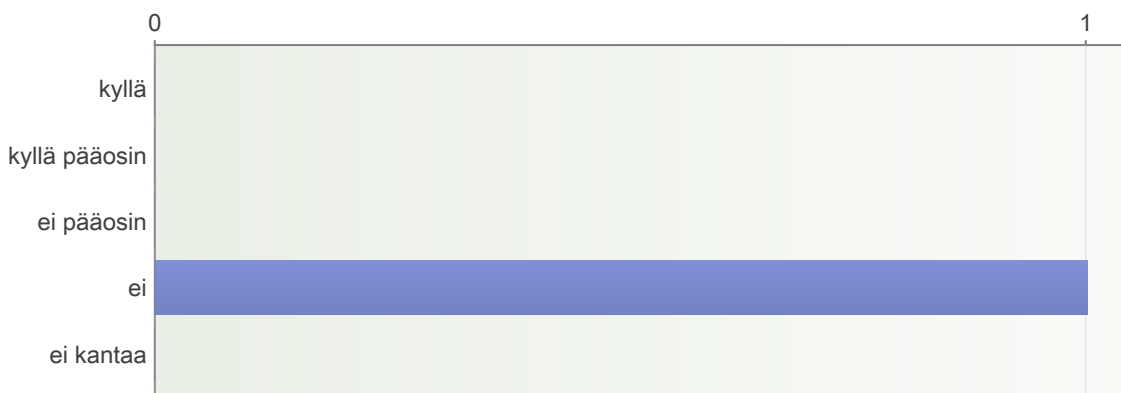 0 1
kyllä
kyllä pääosin
ei pääosin
ei
ei kantaa